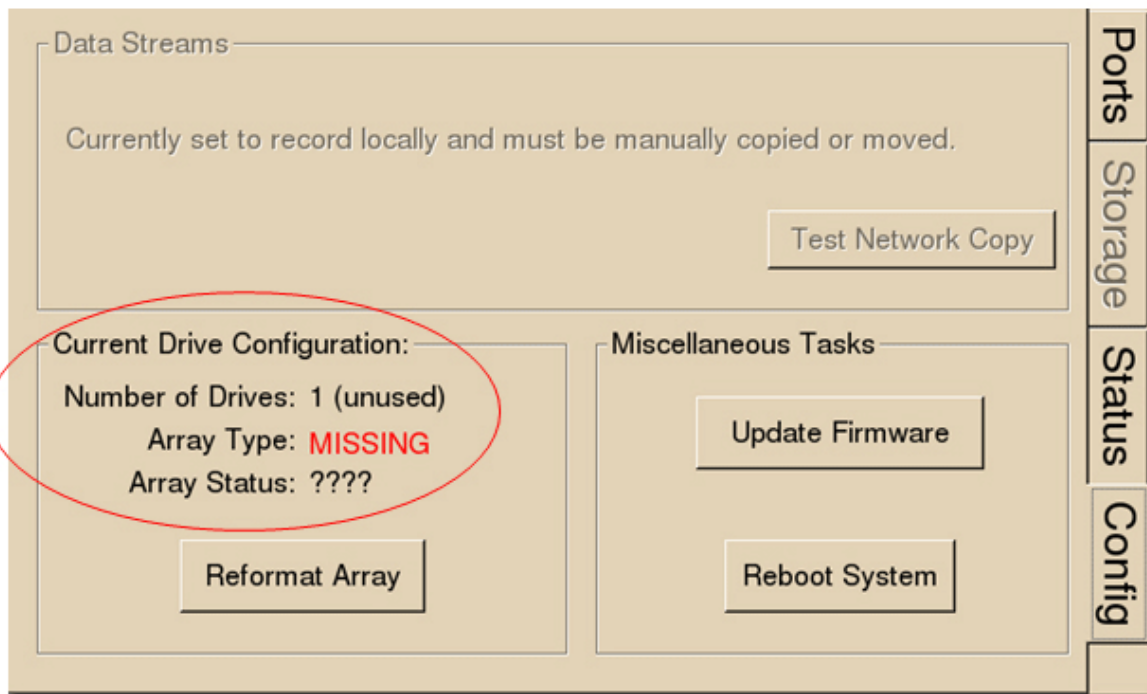 Data Streams
Currently set to record locally and must be manually copied or moved.
Test Network Copy
Current Drive Configuration:
Number of Drives: 1 (unused)
Array Type: MISSING
Array Status: ????
Reformat Array
Miscellaneous Tasks
Update Firmware
Reboot System
Ports
Storage
Status
Config